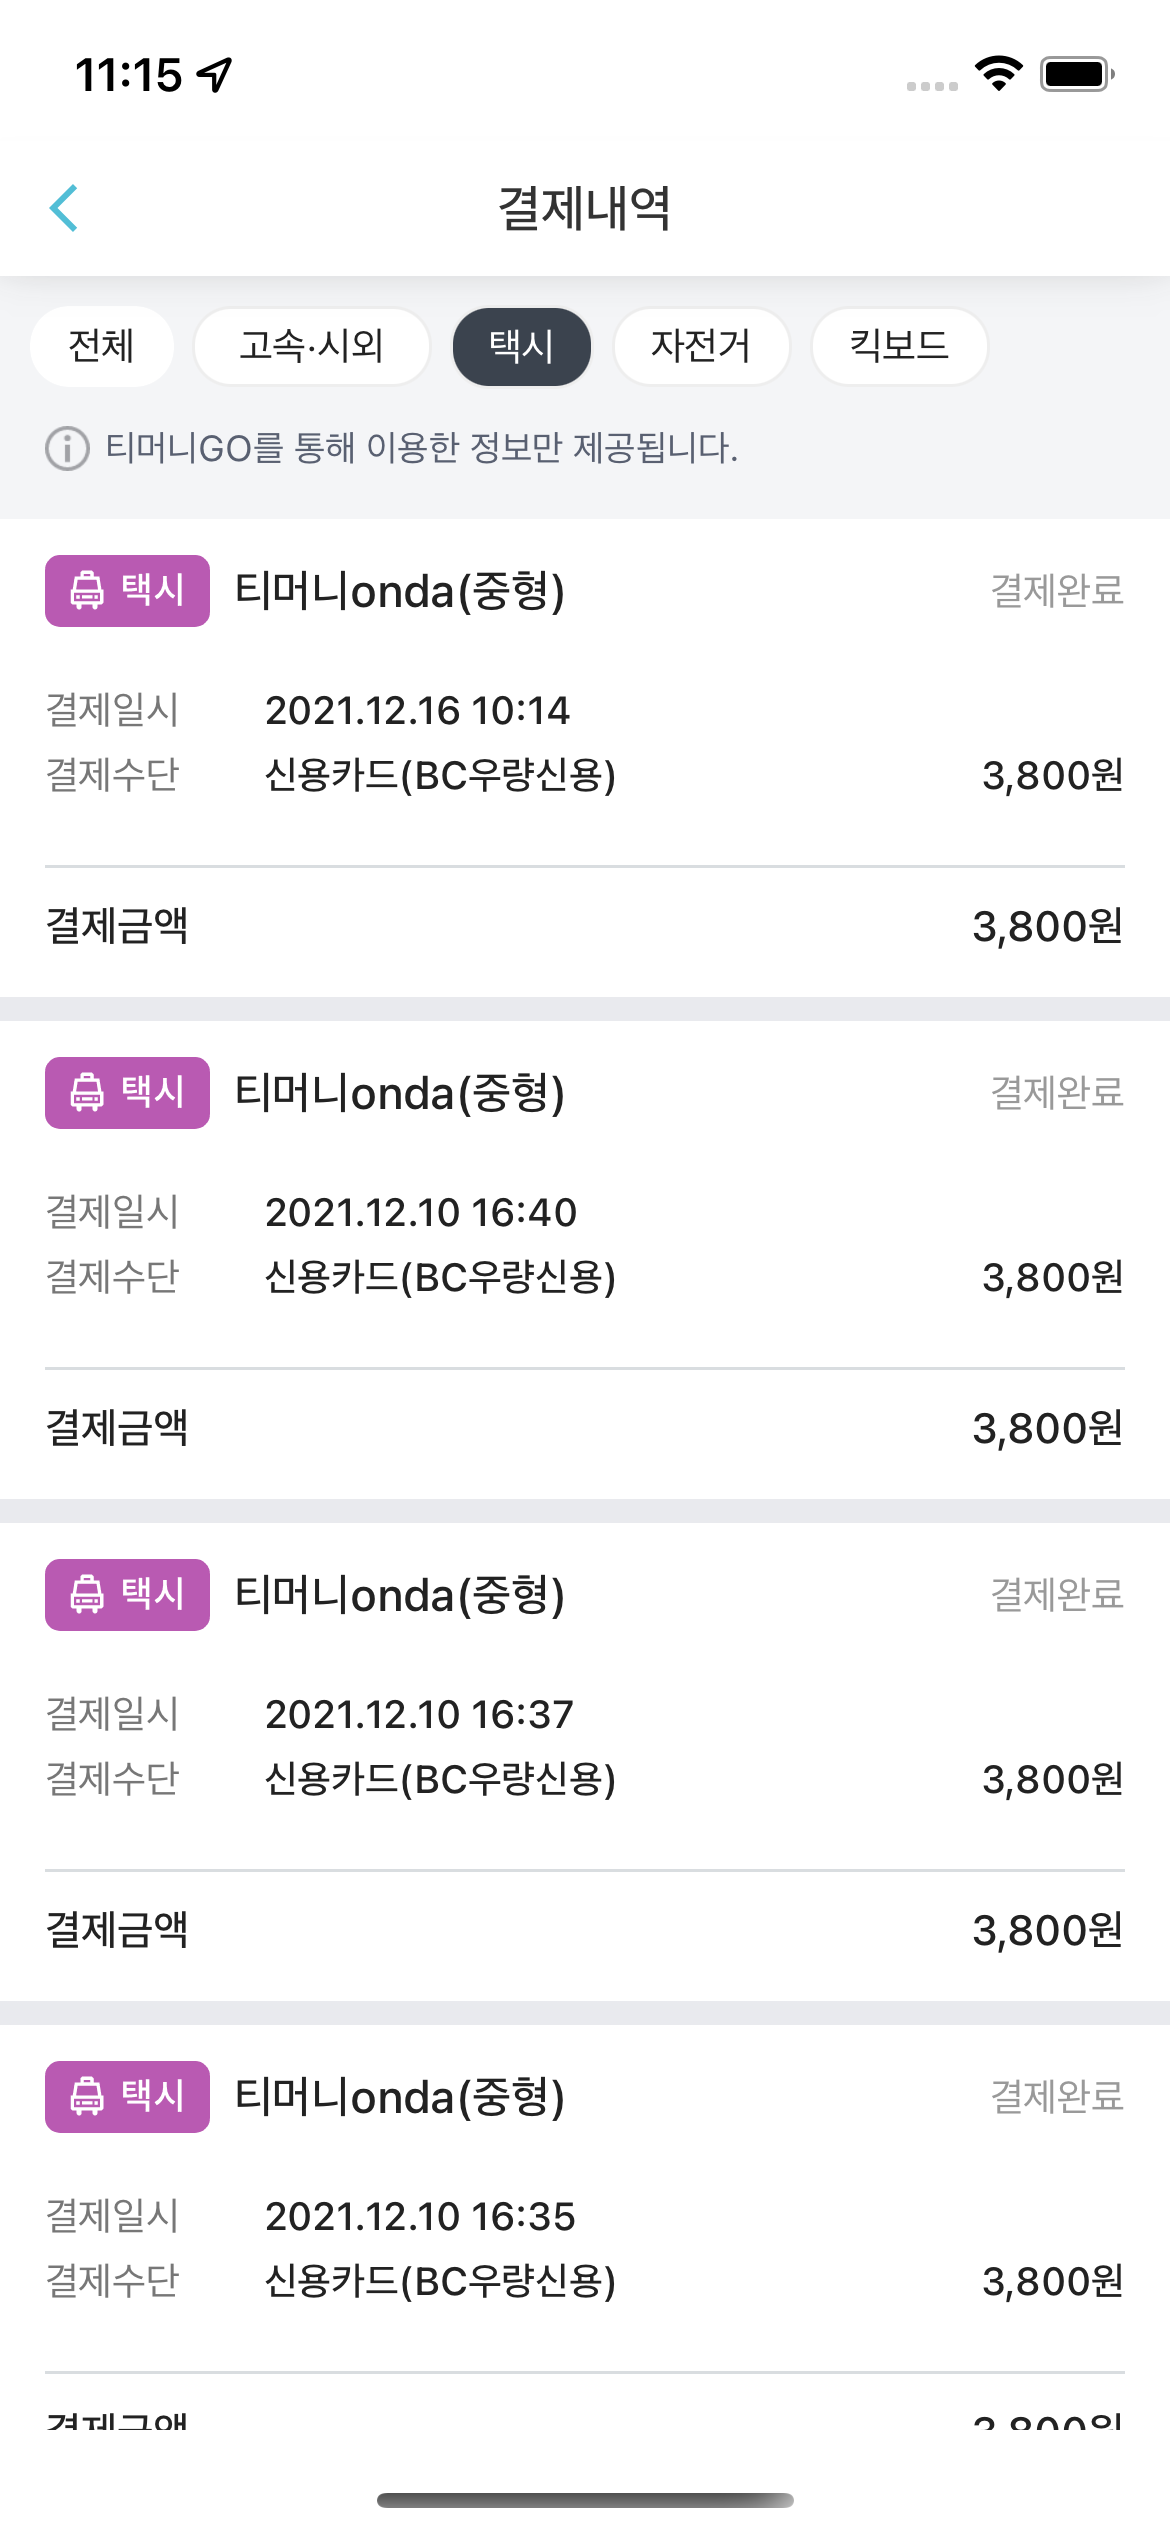 11:15
결제내역
전체 고속·시외 택시 자전거 킥보드
티머니GO를 통해 이용한 정보만 제공됩니다.
택시 티머니onda(중형) 결제완료
결제일시 2021.12.16 10:14
결제수단 신용카드(BC우량신용) 3,800원
결제금액 3,800원
택시 티머니onda(중형) 결제완료
결제일시 2021.12.10 16:40
결제수단 신용카드(BC우량신용) 3,800원
결제금액 3,800원
택시 티머니onda(중형) 결제완료
결제일시 2021.12.10 16:37
결제수단 신용카드(BC우량신용) 3,800원
결제금액 3,800원
택시 티머니onda(중형) 결제완료
결제일시 2021.12.10 16:35
결제수단 신용카드(BC우량신용) 3,800원
결제금액 3,800원